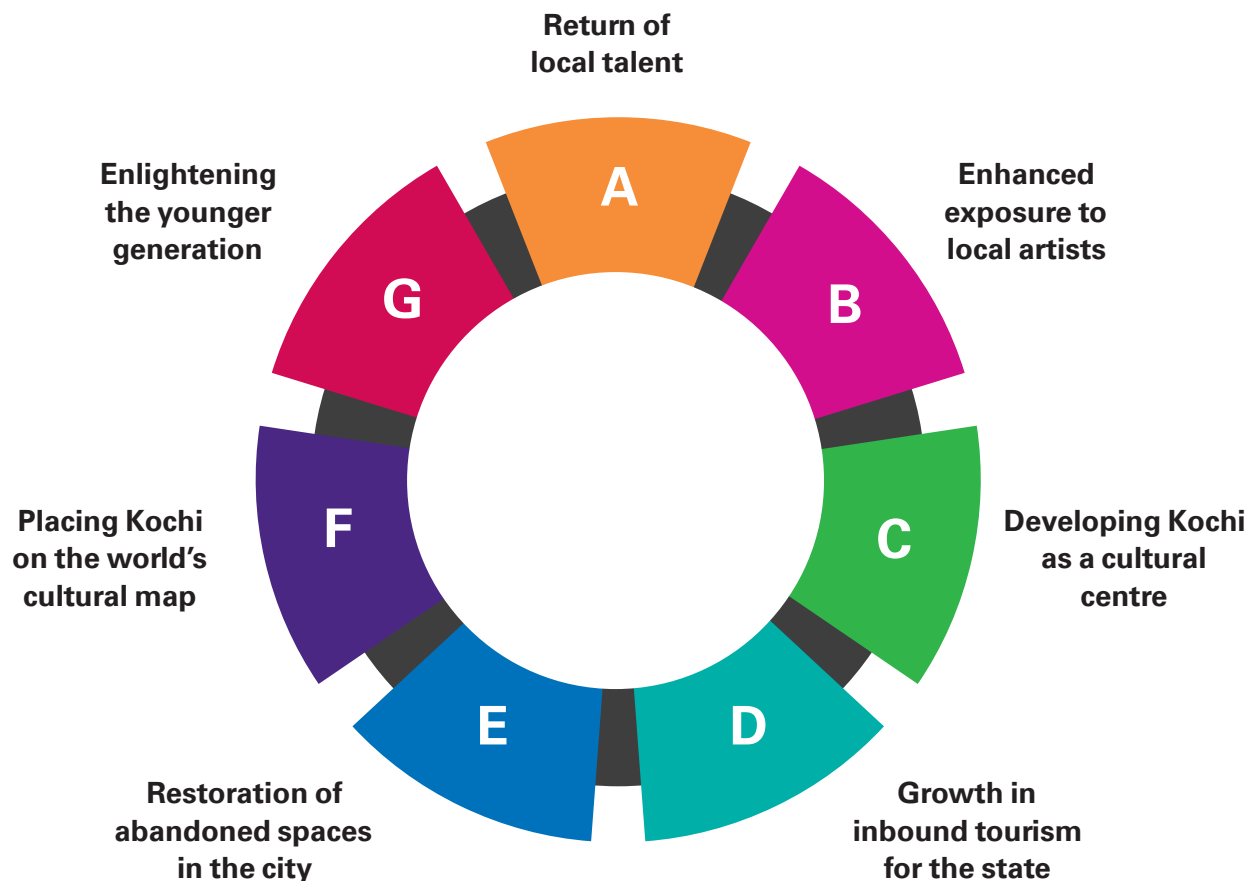 Return of
local talent
A
Enhanced
exposure to
local artists
B
Developing Kochi
as a cultural
centre
C
Growth in
inbound tourism
for the state
D
Restoration of
abandoned spaces
in the city
E
Placing Kochi
on the world's
cultural map
F
Enlightening
the younger
generation
G